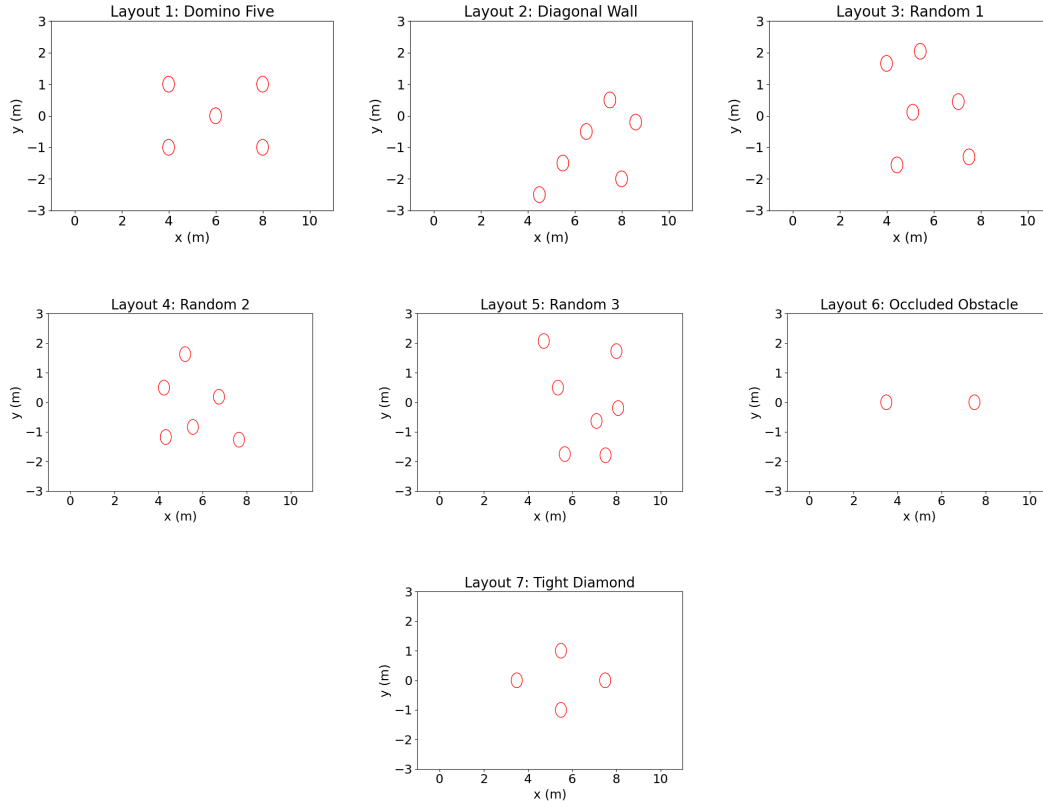 Layout 1: Domino Five
3
2
1
0
−1
−2
−3
y (m)
0 2 4 6 8 10
x (m)
Layout 2: Diagonal Wall
3
2
1
0
−1
−2
−3
y (m)
0 2 4 6 8 10
x (m)
Layout 3: Random 1
3
2
1
0
−1
−2
−3
y (m)
0 2 4 6 8 10
x (m)
Layout 4: Random 2
3
2
1
0
−1
−2
−3
y (m)
0 2 4 6 8 10
x (m)
Layout 5: Random 3
3
2
1
0
−1
−2
−3
y (m)
0 2 4 6 8 10
x (m)
Layout 6: Occluded Obstacle
3
2
1
0
−1
−2
−3
y (m)
0 2 4 6 8 10
x (m)
Layout 7: Tight Diamond
3
2
1
0
−1
−2
−3
y (m)
0 2 4 6 8 10
x (m)